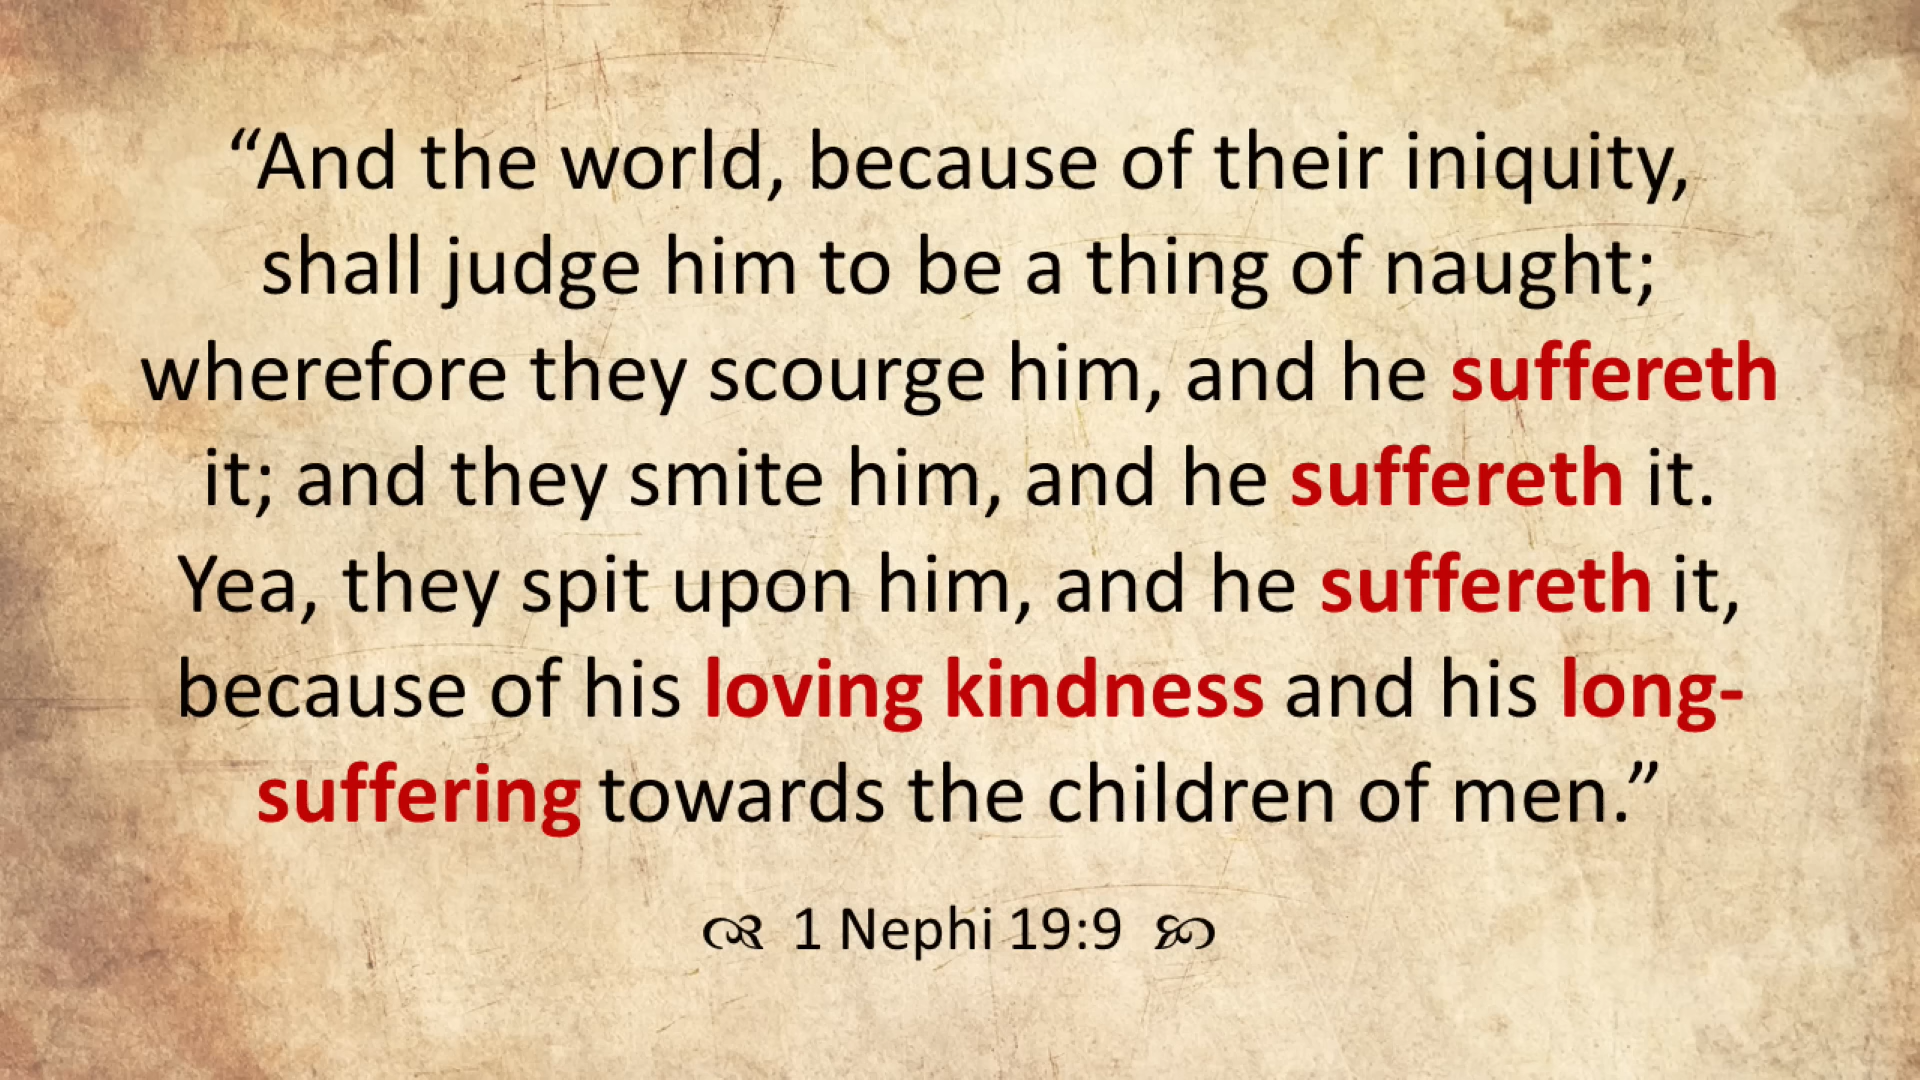 “And the world, because of their iniquity,
shall judge him to be a thing of naught;
wherefore they scourge him, and he suffereth
it; and they smite him, and he suffereth it.
Yea, they spit upon him, and he suffereth it,
because of his loving kindness and his long-
suffering towards the children of men.”
1 Nephi 19:9